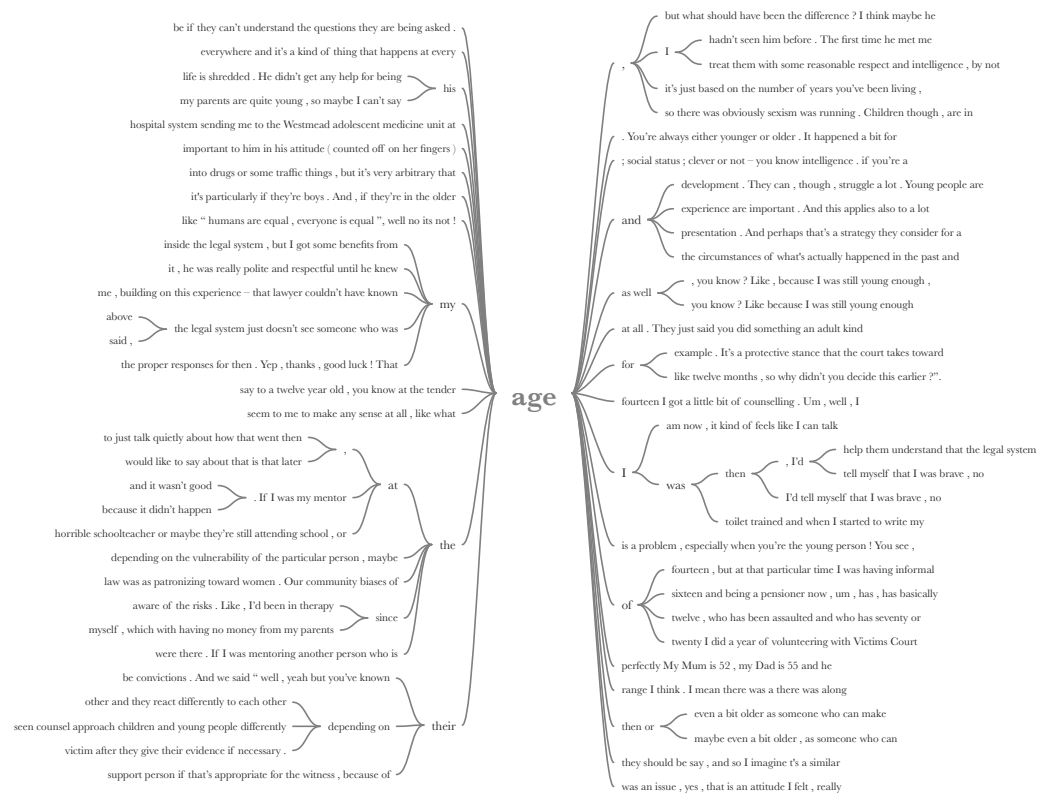 be if they can't understand the questions they are being asked .
everywhere and it's a kind of thing that happens at every
life is shredded . He didn't get any help for being
my parents are quite young , so maybe I can't say
his
hospital system sending me to the Westmead adolescent medicine unit at
important to him in his attitude ( counted off on her fingers )
into drugs or some traffic things , but it's very arbitrary that
it's particularly if they're boys . And , if they're in the older
like “ humans are equal , everyone is equal ”, well no its not !
inside the legal system , but I got some benefits from
it , he was really polite and respectful until he knew
me , building on this experience – that lawyer couldn't have known
my
above
said ,
the legal system just doesn't see someone who was
the proper responses for then . Yep , thanks , good luck ! That
say to a twelve year old , you know at the tender
seem to me to make any sense at all , like what
to just talk quietly about how that went then
would like to say about that is that later
,
and it wasn't good
because it didn't happen
. If I was my mentor
at
horrible schoolteacher or maybe they're still attending school , or
the
depending on the vulnerability of the particular person , maybe
law was as patronizing toward women . Our community biases of
aware of the risks . Like , I'd been in therapy
myself , which with having no money from my parents
since
were there . If I was mentoring another person who is
be convictions . And we said “ well , yeah but you've known
other and they react differently to each other
seen counsel approach children and young people differently
victim after they give their evidence if necessary .
depending on
their
support person if that's appropriate for the witness , because of
age
,
but what should have been the difference ? I think maybe he
I
hadn't seen him before . The first time he met me
treat them with some reasonable respect and intelligence , by not
it's just based on the number of years you've been living ,
so there was obviously sexism was running . Children though , are in
. You're always either younger or older . It happened a bit for
; social status ; clever or not – you know intelligence . if you're a
and
development . They can , though , struggle a lot . Young people are
experience are important . And this applies also to a lot
presentation . And perhaps that's a strategy they consider for a
the circumstances of what's actually happened in the past and
as well
, you know ? Like , because I was still young enough ,
you know ? Like because I was still young enough
at all . They just said you did something an adult kind
for
example . It's a protective stance that the court takes toward
like twelve months , so why didn't you decide this earlier ?”.
fourteen I got a little bit of counselling . Um , well , I
I
am now , it kind of feels like I can talk
was
then
, I'd
help them understand that the legal system
tell myself that I was brave , no
I'd tell myself that I was brave , no
toilet trained and when I started to write my
is a problem , especially when you're the young person ! You see ,
of
fourteen , but at that particular time I was having informal
sixteen and being a pensioner now , um , has , has basically
twelve , who has been assaulted and who has seventy or
twenty I did a year of volunteering with Victims Court
perfectly My Mum is 52 , my Dad is 55 and he
range I think . I mean there was a there was along
then or
even a bit older as someone who can make
maybe even a bit older , as someone who can
they should be say , and so I imagine t's a similar
was an issue , yes , that is an attitude I felt , really